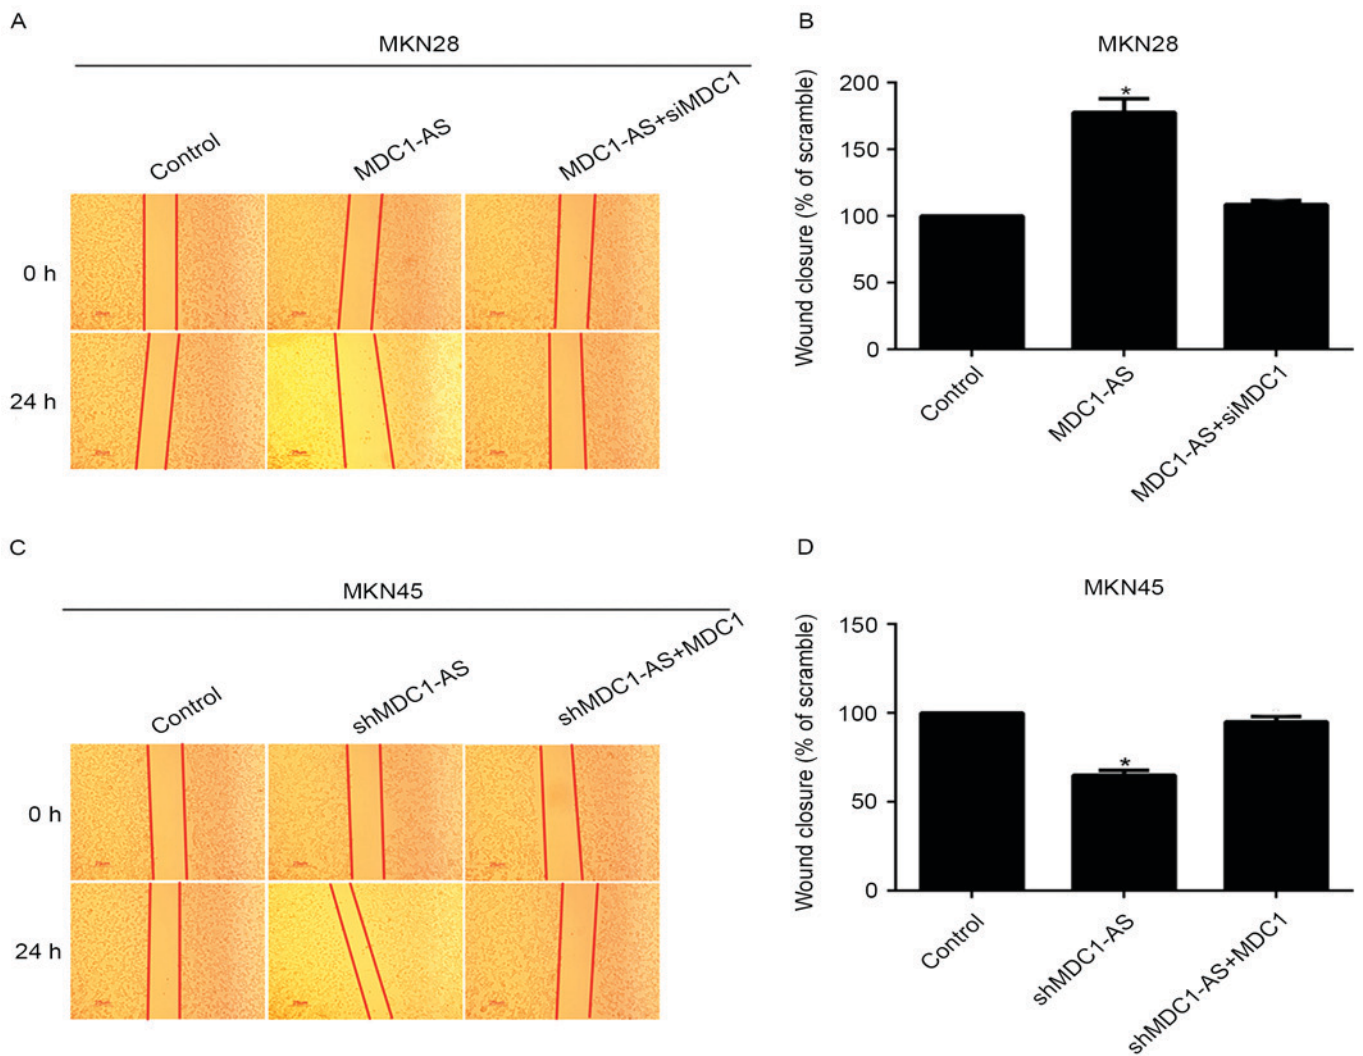 A
MKN28
Control
MDC1-AS
MDC1-AS+siMDC1
0 h
24 h
B
MKN28
Wound closure (% of scramble)
200
150
100
50
0
*
Control
MDC1-AS
MDC1-AS+siMDC1
C
MKN45
Control
shMDC1-AS
shMDC1-AS+MDC1
0 h
24 h
D
MKN45
Wound closure (% of scramble)
150
100
50
0
*
Control
shMDC1-AS
shMDC1-AS+MDC1